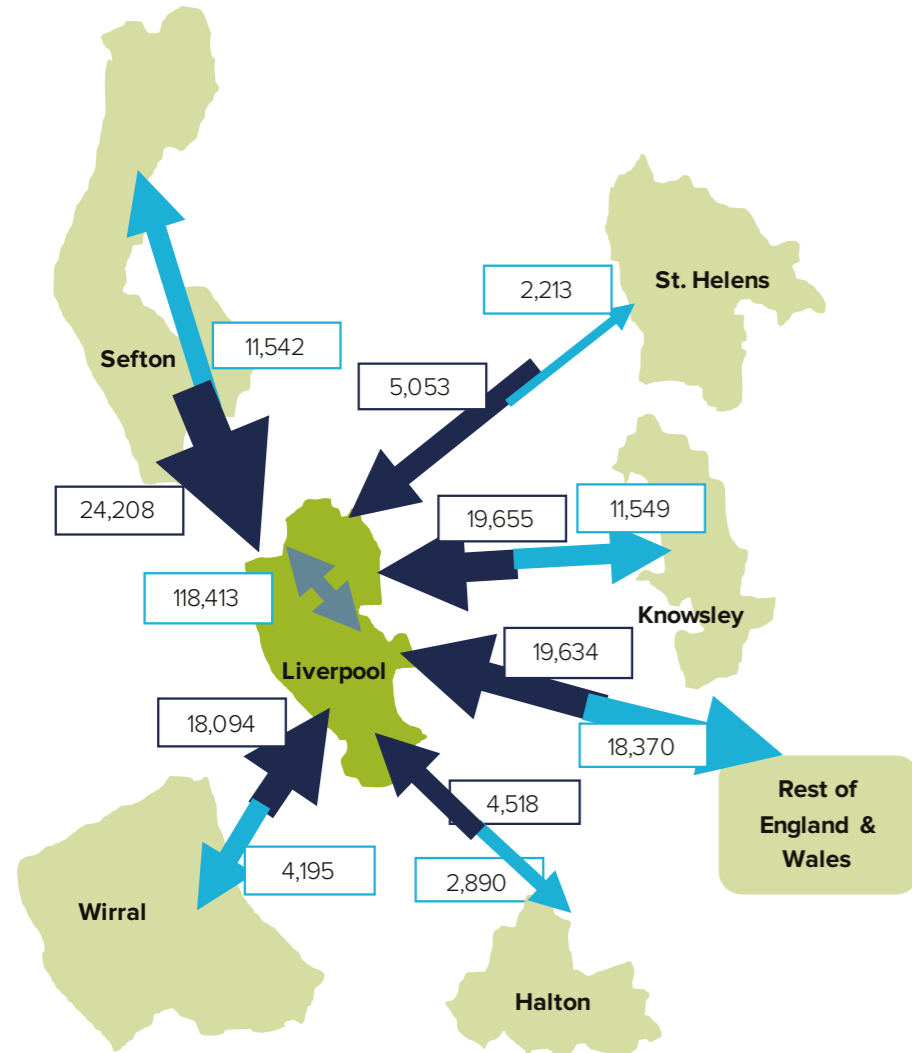 St. Helens
2,213
11,542
Sefton
5,053
24,208
19,655
11,549
118,413
Knowsley
19,634
Liverpool
18,094
18,370
Rest of
England &
Wales
4,518
4,195
2,890
Wirral
Halton